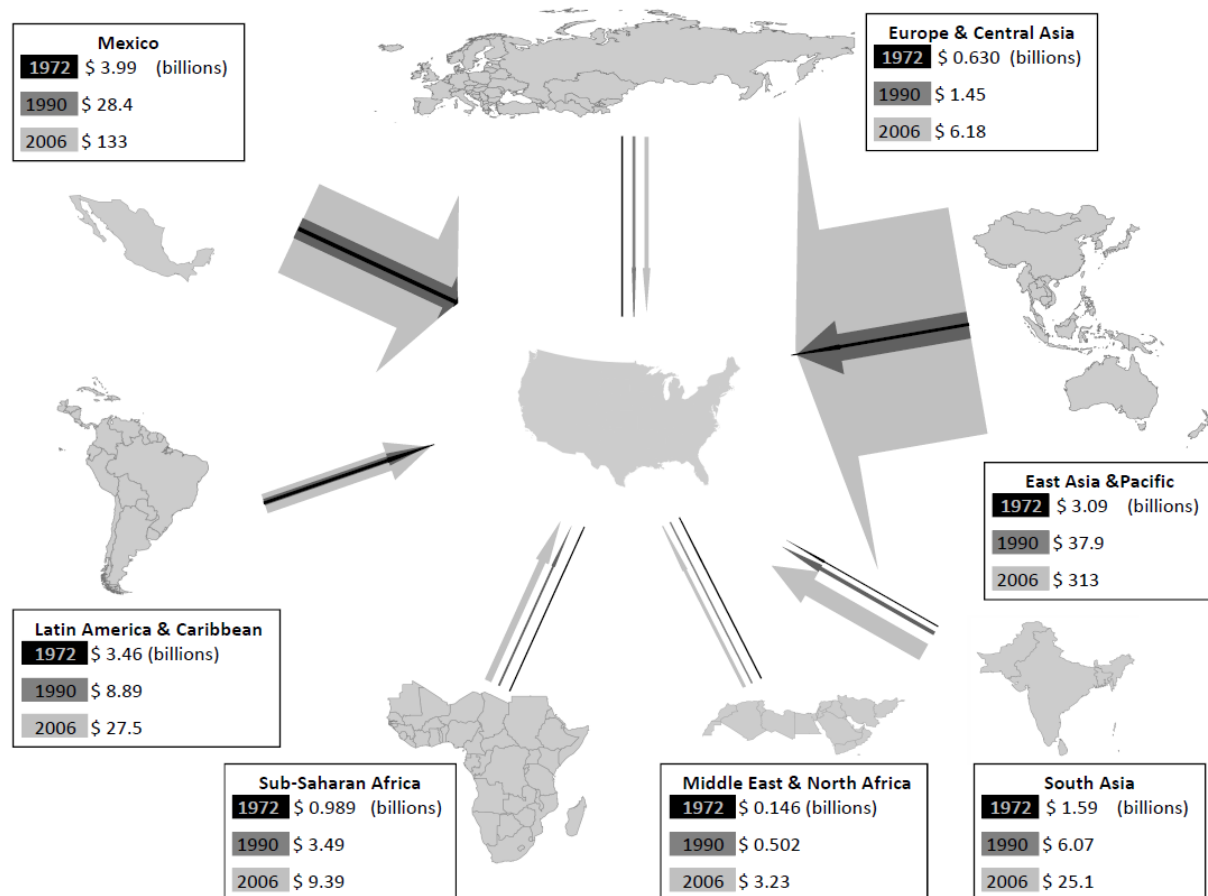 Mexico
1972 $ 3.99 (billions)
1990 $ 28.4
2006 $ 133
Europe & Central Asia
1972 $ 0.630 (billions)
1990 $ 1.45
2006 $ 6.18
East Asia &Pacific
1972 $ 3.09 (billions)
1990 $ 37.9
2006 $ 313
Latin America & Caribbean
1972 $ 3.46 (billions)
1990 $ 8.89
2006 $ 27.5
Sub-Saharan Africa
1972 $ 0.989 (billions)
1990 $ 3.49
2006 $ 9.39
Middle East & North Africa
1972 $ 0.146 (billions)
1990 $ 0.502
2006 $ 3.23
South Asia
1972 $ 1.59 (billions)
1990 $ 6.07
2006 $ 25.1